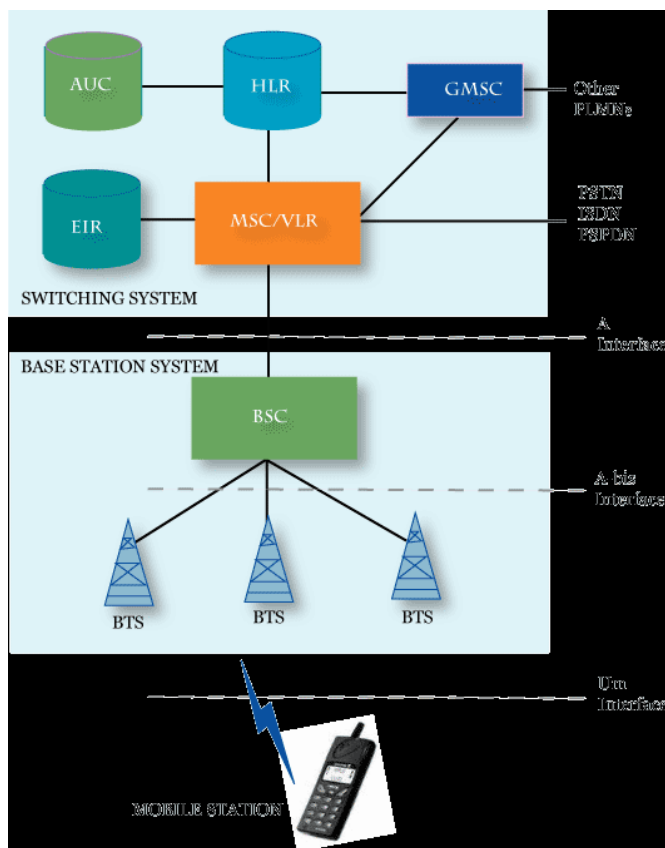 AUC
HLR
GMSC
Other
PLMNs
EIR
MSC/VLR
PSTN
ISDN
PSPDN
SWITCHING SYSTEM
A
Interface
BASE STATION SYSTEM
BSC
A-bis
Interface
BTS
BTS
BTS
Um
Interface
MOBILE STATION